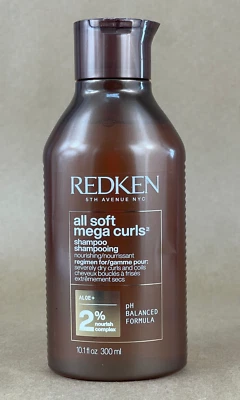 REDKEN
5TH AVENUE NYC
all soft
mega curls
shampoo
shampooing
nourishing/nourrissant
regimen for/gamme pour:
severely dry curls and coils
cheveux bouclés à frisés
extrêmement secs
ALOE +
2%
nourish
complex
pH
BALANCED
FORMULA
10.1 fl oz 300 ml